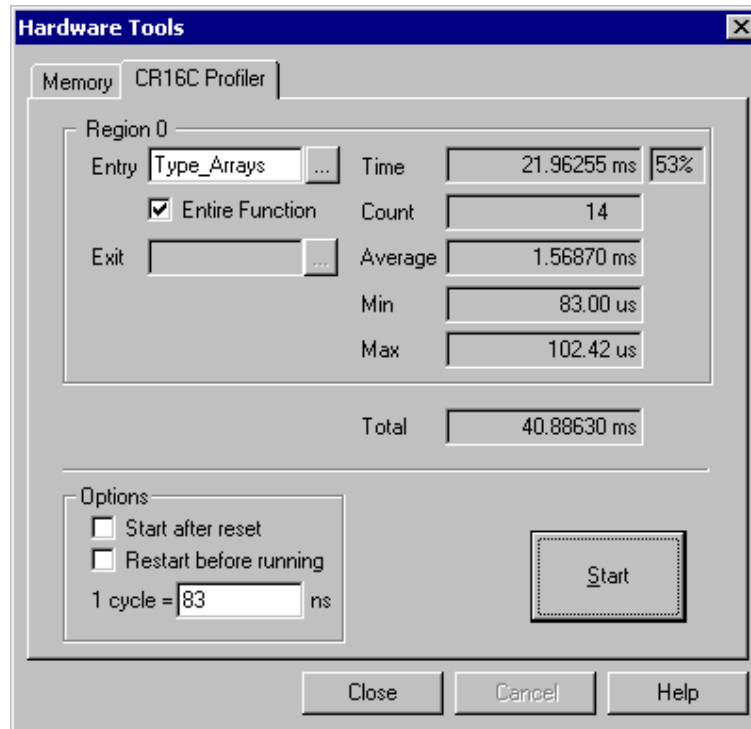 Hardware Tools
Memory CR16C Profiler
Region 0
Entry Type_Arrays ... Time 21.96255 ms 53%
Entire Function Count 14
Exit ... Average 1.56870 ms
Min 83.00 us
Max 102.42 us
Total 40.88630 ms
Options
Start after reset
Restart before running
1 cycle = 83 ns
Start
Close Cancel Help